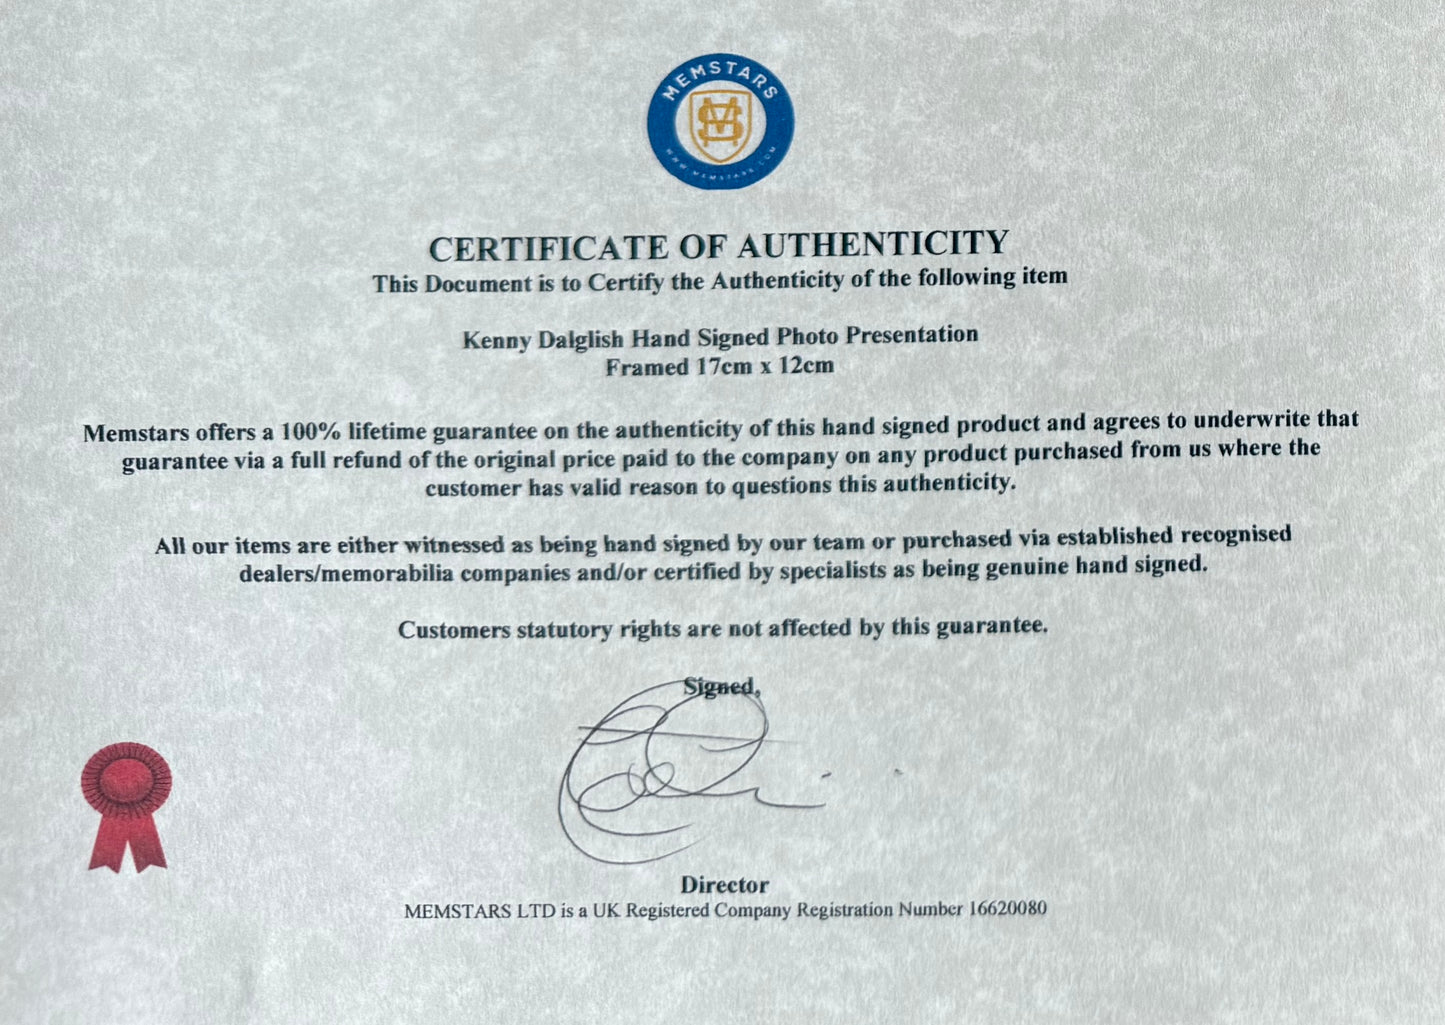 MEMSTARS
WWW.MEMSTARS.COM
CERTIFICATE OF AUTHENTICITY
This Document is to Certify the Authenticity of the following item
Kenny Dalglish Hand Signed Photo Presentation
Framed 17cm x 12cm
Memstars offers a 100% lifetime guarantee on the authenticity of this hand signed product and agrees to underwrite that
guarantee via a full refund of the original price paid to the company on any product purchased from us where the
customer has valid reason to questions this authenticity.
All our items are either witnessed as being hand signed by our team or purchased via established recognised
dealers/memorabilia companies and/or certified by specialists as being genuine hand signed.
Customers statutory rights are not affected by this guarantee.
Signed,
Director
MEMSTARS LTD is a UK Registered Company Registration Number 16620080